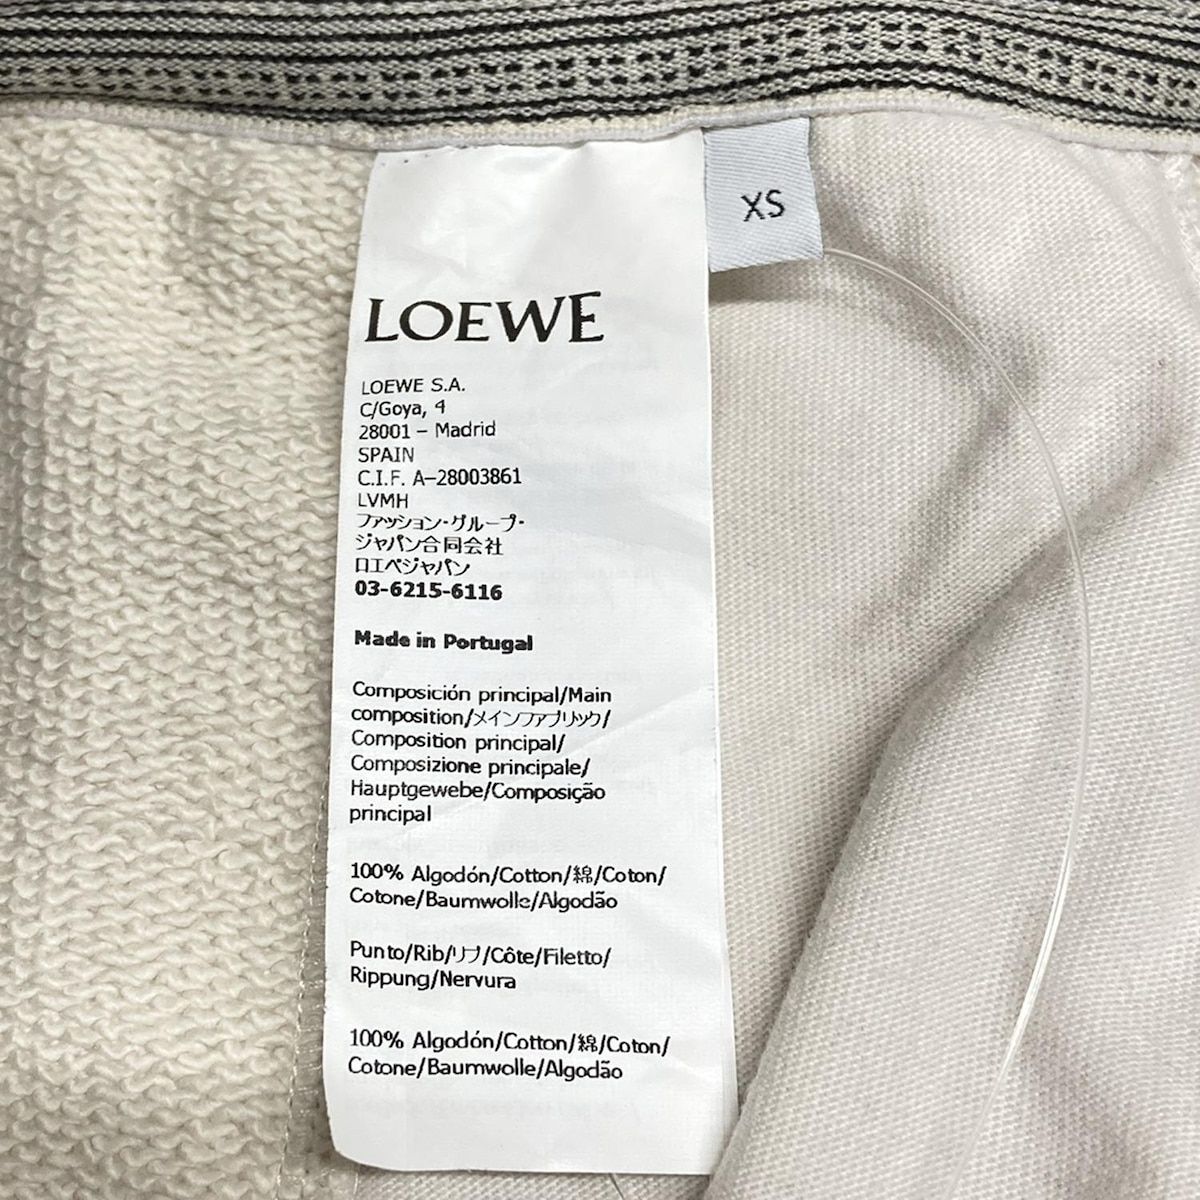 XS
LOEWE
LOEWE S.A.
C/Goya, 4
28001 – Madrid
SPAIN
C.I.F. A–28003861
LVMH
ファッション・グループ・
ジャパン合同会社
ロエベジャパン
03-6215-6116
Made in Portugal
Composición principal/Main
composition/メインファブリック/
Composition principal/
Composizione principale/
Hauptgewebe/Composição
principal
100% Algodón/Cotton/綿/Coton/
Cotone/Baumwolle/Algodão
Punto/Rib/リブ/Côte/Filetto/
Rippung/Nervura
100% Algodón/Cotton/綿/Coton/
Cotone/Baumwolle/Algodão